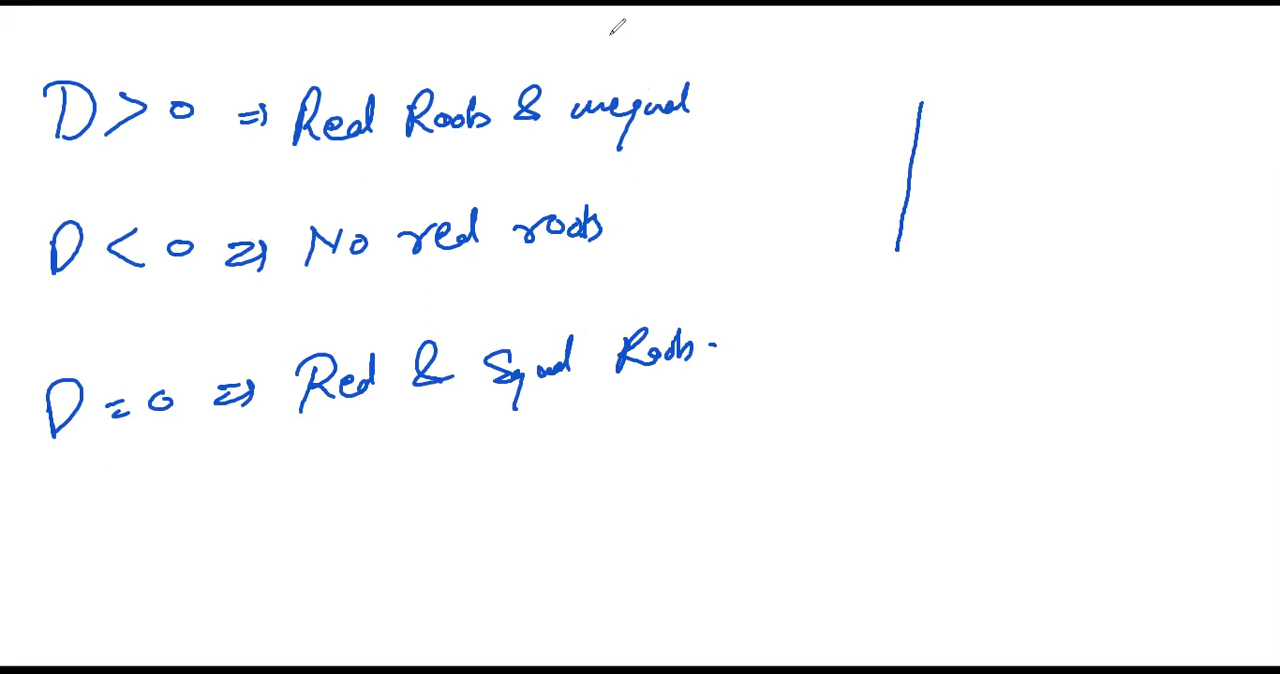 D > 0 ⇒ Real Roots & unequal
D < 0 ⇒ No real roots
D = 0 ⇒ Real & Equal Roots.